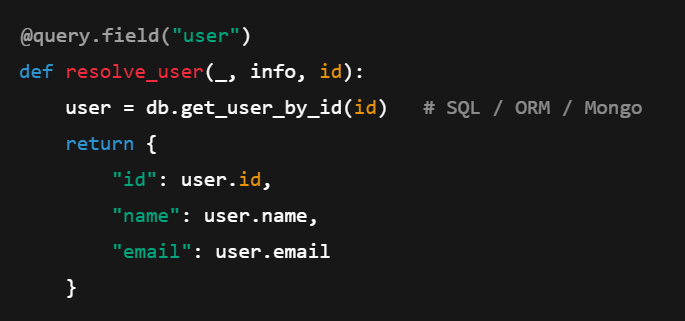 @query.field("user")
def resolve_user(_, info, id):
    user = db.get_user_by_id(id)   # SQL / ORM / Mongo
    return {
        "id": user.id,
        "name": user.name,
        "email": user.email
    }